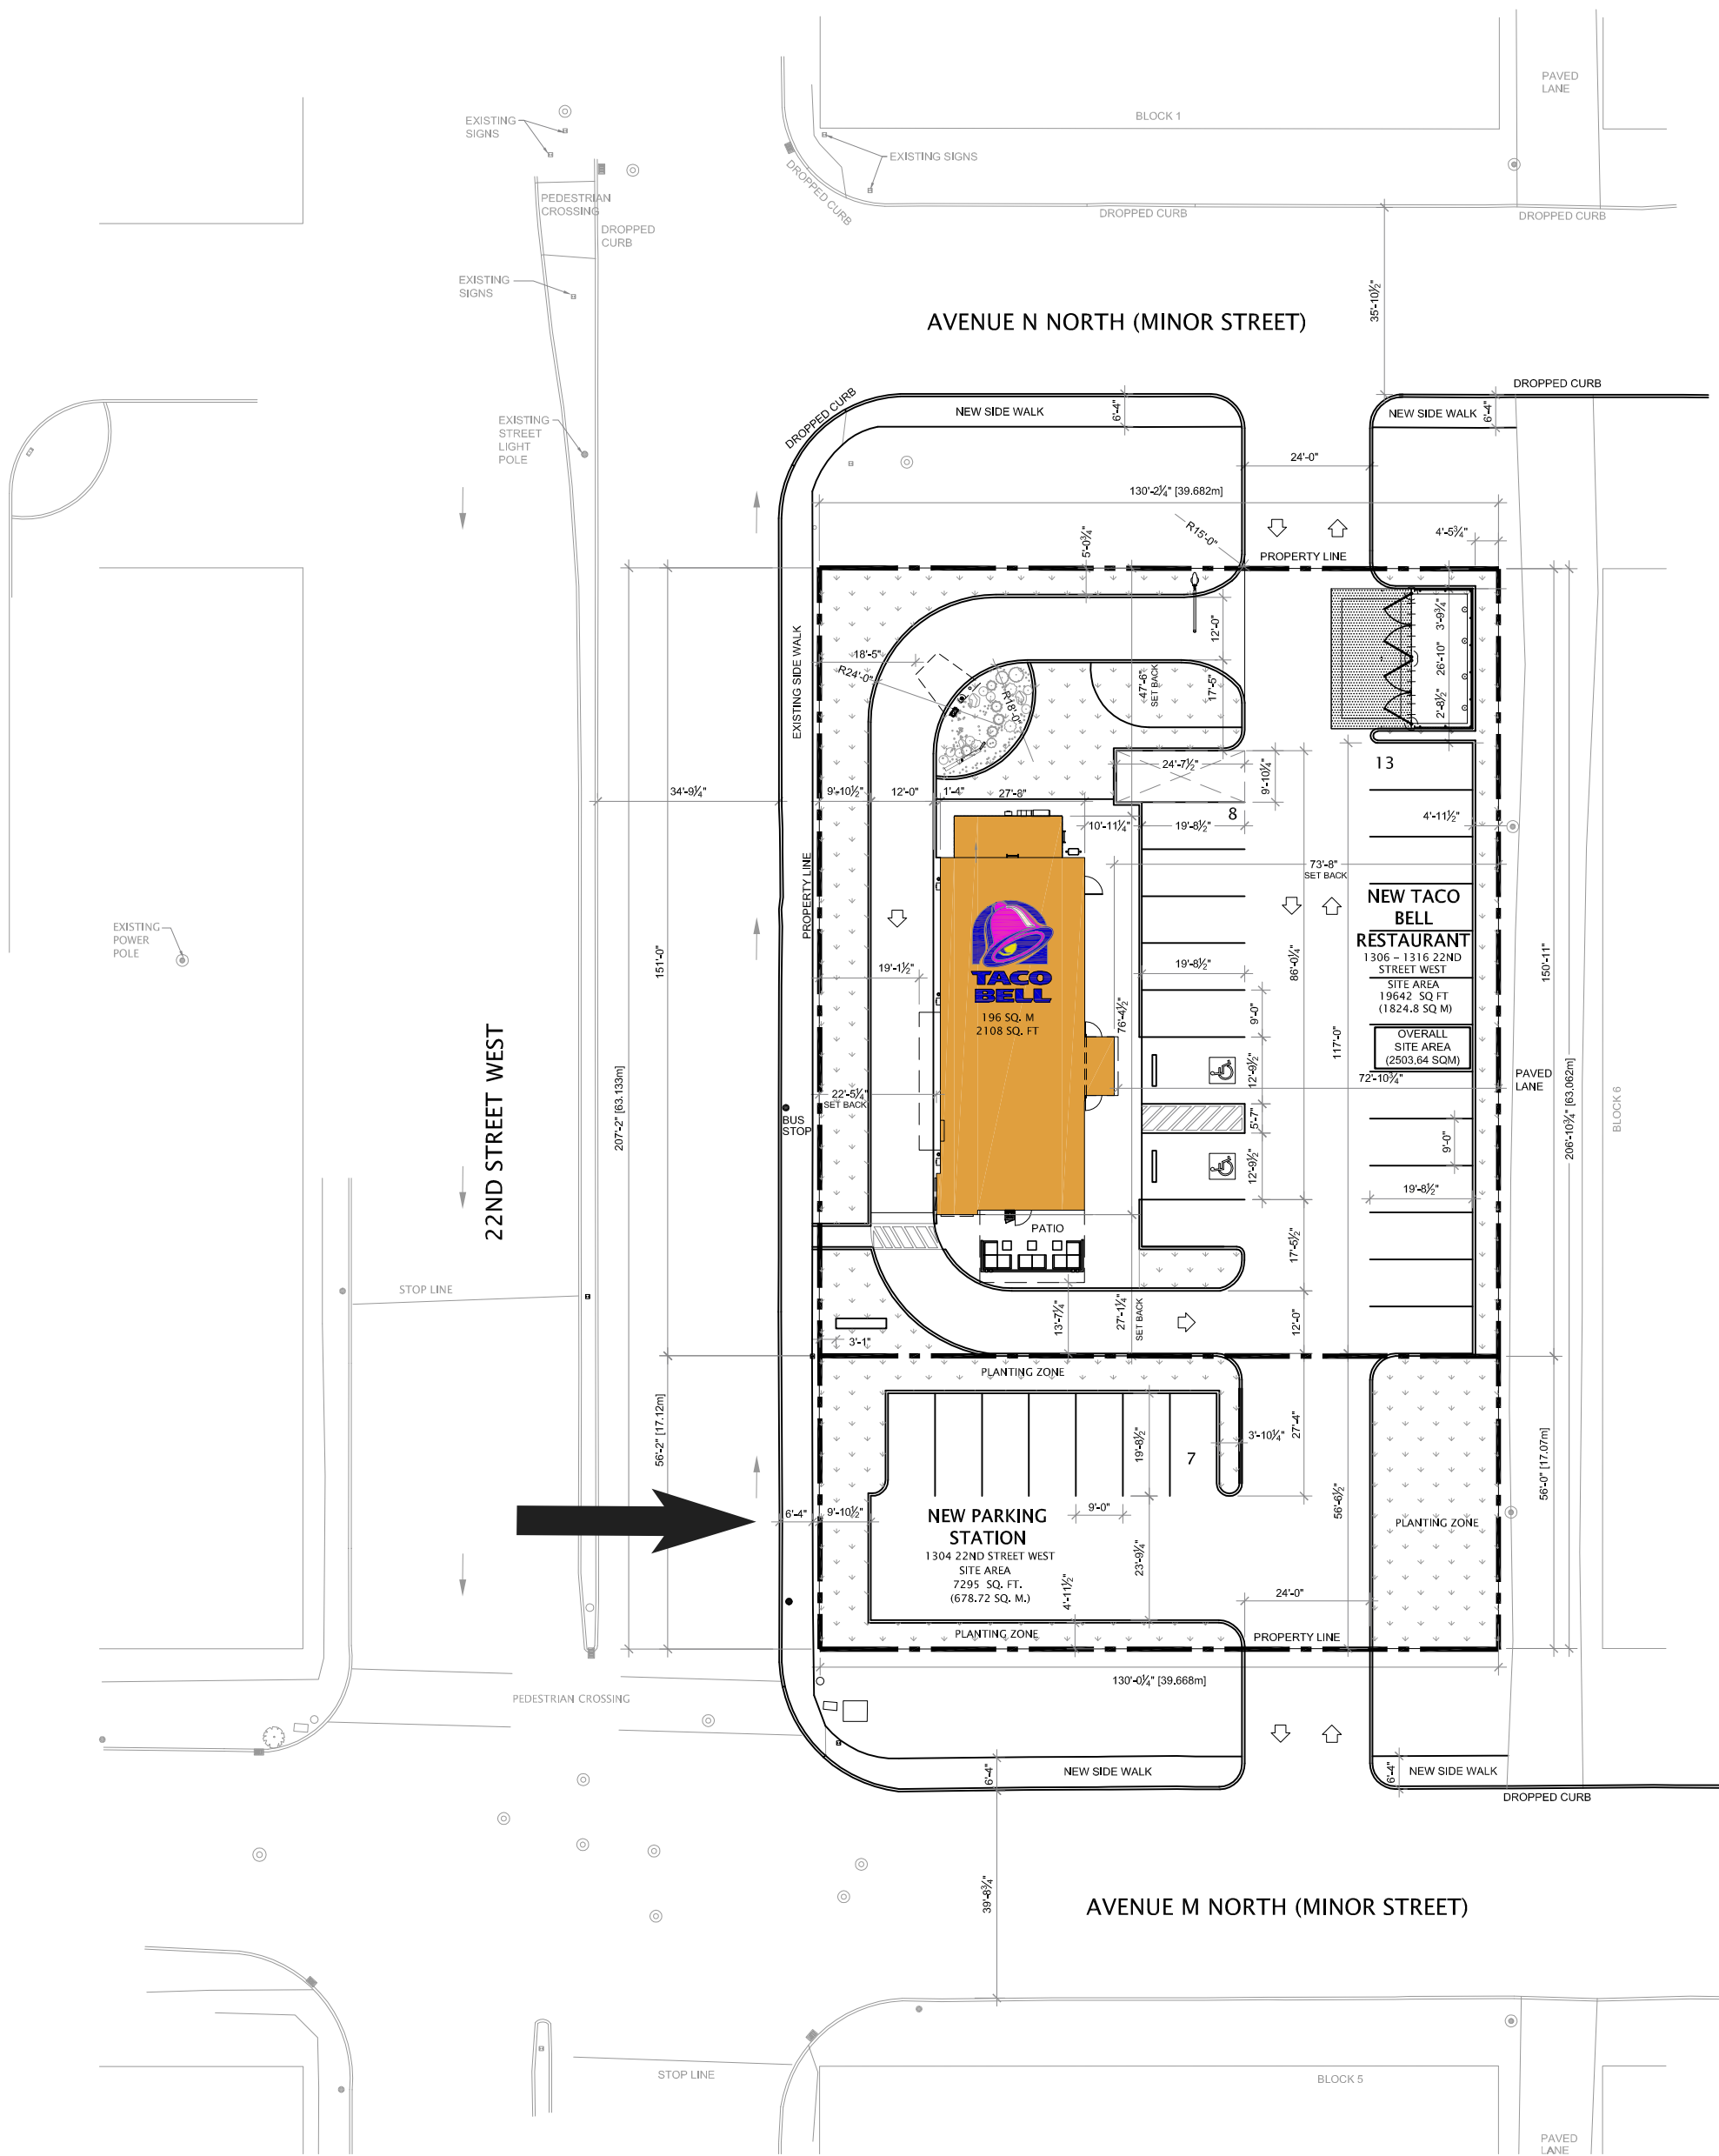 PAVED
LANE
BLOCK 1
EXISTING
SIGNS
EXISTING SIGNS
DROPPED CURB
PEDESTRIAN
CROSSING
DROPPED
CURB
DROPPED CURB
DROPPED CURB
EXISTING
SIGNS
35'-10½"
AVENUE N NORTH (MINOR STREET)
DROPPED CURB
DROPPED CURB
NEW SIDE WALK
6'-4"
NEW SIDE WALK
6'-4"
EXISTING
STREET
LIGHT
POLE
24'-0"
130'-2¼" [39.682m]
R15'-0"
4'-5¾"
5'-0¾"
PROPERTY LINE
EXISTING SIDE WALK
12'-0"
3'-9¾"
26'-10"
2'-8½"
18'-5"
R24'-0"
R18'-0"
47'-6"
SET BACK
17'-5"
13
24'-7½"
9'-10¼"
34'-9¼"
9'-10½"
12'-0"
1'-4"
27'-8"
8
10'-11¼"
19'-8½"
4'-11½"
73'-8"
SET BACK
PROPERTY LINE
NEW TACO
BELL
RESTAURANT
1306 – 1316 22ND
STREET WEST
SITE AREA
19642 SQ FT
(1824.8 SQ M)
OVERALL
SITE AREA
(2503.64 SQM)
EXISTING
POWER
POLE
151'-0"
19'-1½"
TACO
BELL
196 SQ. M
2108 SQ. FT
19'-8½"
86'-0¼"
76'-4½"
9'-0"
117'-0"
150'-11"
22ND STREET WEST
207'-2" [63.133m]
12'-9½"
72'-10¾"
PAVED
LANE
206'-10¾" [63.062m]
BLOCK 6
22'-5¼"
SET BACK
BUS
STOP
5'-7"
9'-0"
12'-9½"
19'-8½"
PATIO
17'-5½"
STOP LINE
13'-7¼"
27'-1¼"
SET BACK
12'-0"
3'-1"
PLANTING ZONE
56'-2" [17.12m]
19'-8½"
7
3'-10¼"
27'-4"
56'-0" [17.07m]
6'-4"
9'-10½"
NEW PARKING
STATION
1304 22ND STREET WEST
SITE AREA
7295 SQ. FT.
(678.72 SQ. M.)
9'-0"
56'-6½"
PLANTING ZONE
23'-9¼"
4'-11½"
24'-0"
PLANTING ZONE
PROPERTY LINE
130'-0¼" [39.668m]
PEDESTRIAN CROSSING
6'-4"
NEW SIDE WALK
6'-4"
NEW SIDE WALK
DROPPED CURB
39'-8¾"
AVENUE M NORTH (MINOR STREET)
STOP LINE
BLOCK 5
PAVED
LANE